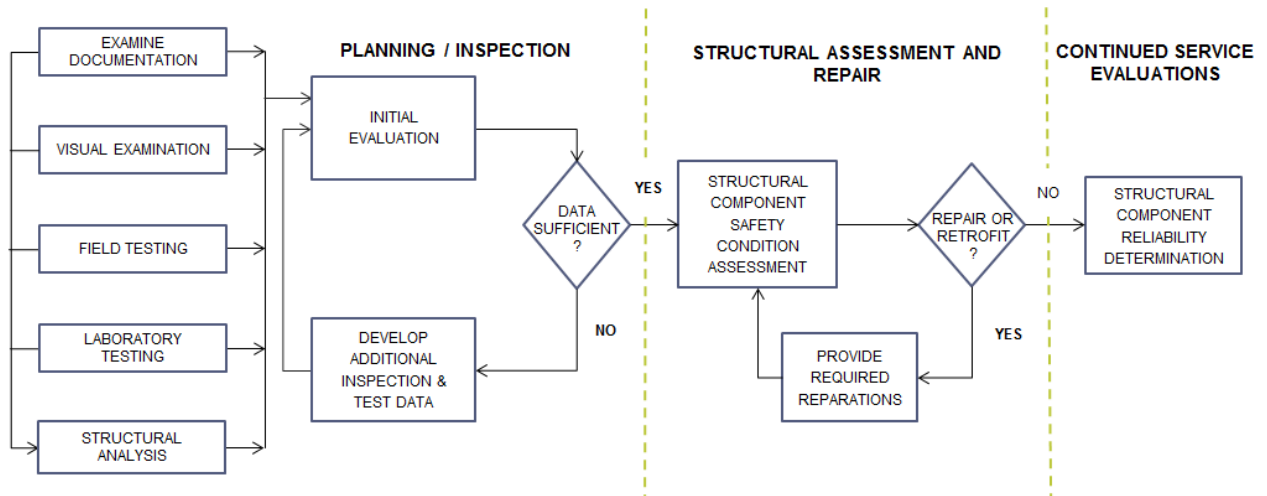 PLANNING / INSPECTION
STRUCTURAL ASSESSMENT AND
REPAIR
CONTINUED SERVICE
EVALUATIONS
EXAMINE
DOCUMENTATION
VISUAL EXAMINATION
FIELD TESTING
LABORATORY
TESTING
STRUCTURAL
ANALYSIS
INITIAL
EVALUATION
DATA
SUFFICIENT
?
YES
NO
DEVELOP
ADDITIONAL
INSPECTION &
TEST DATA
STRUCTURAL
COMPONENT
SAFETY
CONDITION
ASSESSMENT
REPAIR OR
RETROFIT
?
NO
YES
PROVIDE
REQUIRED
REPARATIONS
STRUCTURAL
COMPONENT
RELIABILITY
DETERMINATION